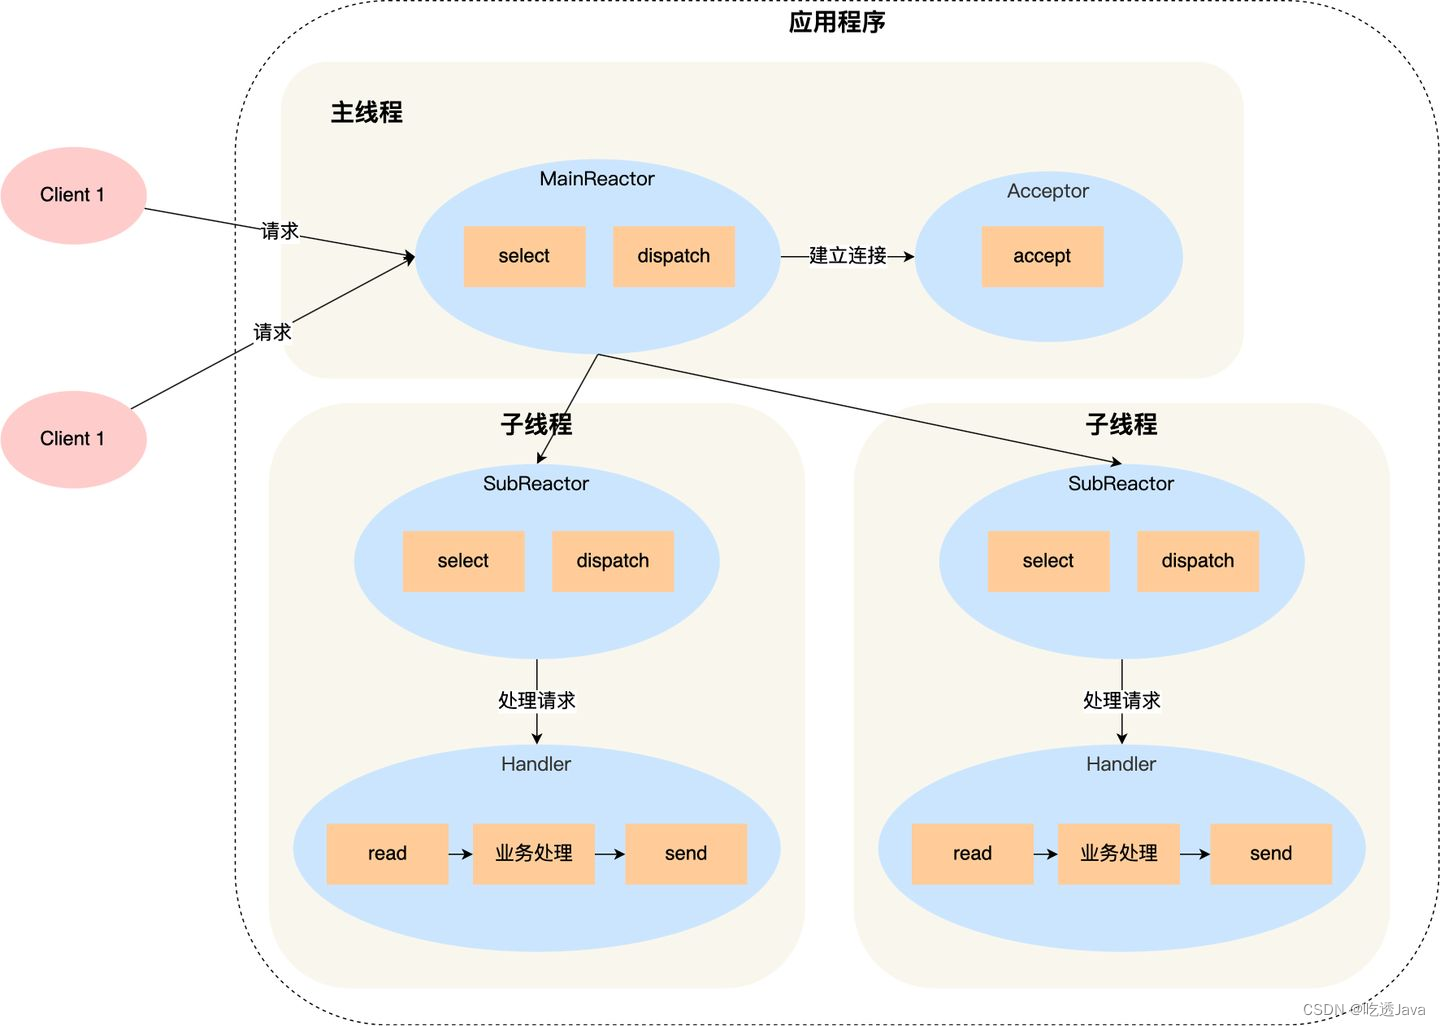 应用程序
主线程
Client 1
请求
MainReactor
select
dispatch
建立连接
Acceptor
accept
请求
Client 1
子线程
SubReactor
select
dispatch
处理请求
Handler
read
业务处理
send
子线程
SubReactor
select
dispatch
处理请求
Handler
read
业务处理
send
CSDN @吃透Java